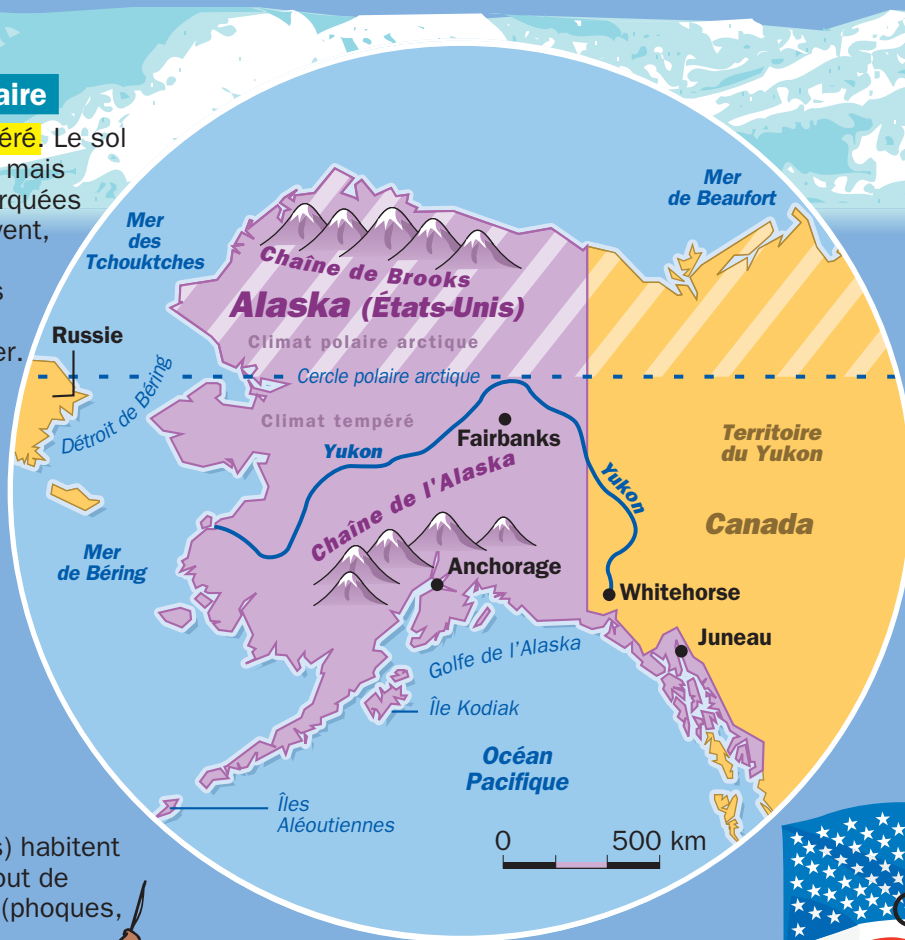 aire
éré. Le sol
mais
rquées
vent,
s
er.
Mer
de Beaufort
Mer
des
Tchouktches
Chaîne de Brooks
Alaska (États-Unis)
Climat polaire arctique
Russie
Cercle polaire arctique
Détroit de Béring
Climat tempéré
Fairbanks
Yukon
Territoire
du Yukon
Yukon
Chaîne de l'Alaska
Canada
Mer
de Béring
Anchorage
Whitehorse
Juneau
Golfe de l'Alaska
Île Kodiak
Océan
Pacifique
Îles
Aléoutiennes
0 500 km
s) habitent
out de
(phoques,